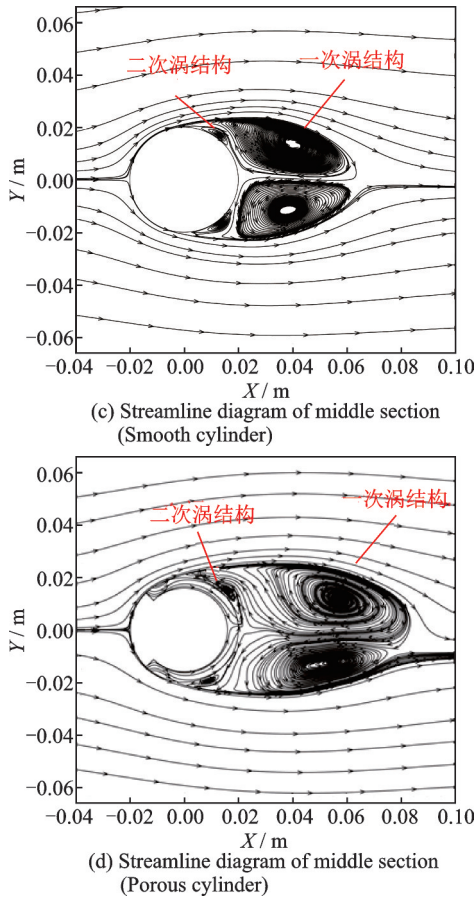 0.06
二次涡结构
一次涡结构
0.04
0.02
Y / m
0.00
−0.02
−0.04
−0.06
−0.04 −0.02 0.00 0.02 0.04 0.06 0.08 0.10
X / m
(c) Streamline diagram of middle section
(Smooth cylinder)
0.06
一次涡结构
二次涡结构
0.04
0.02
Y / m
0.00
−0.02
−0.04
−0.06
−0.04 −0.02 0.00 0.02 0.04 0.06 0.08 0.10
X / m
(d) Streamline diagram of middle section
(Porous cylinder)